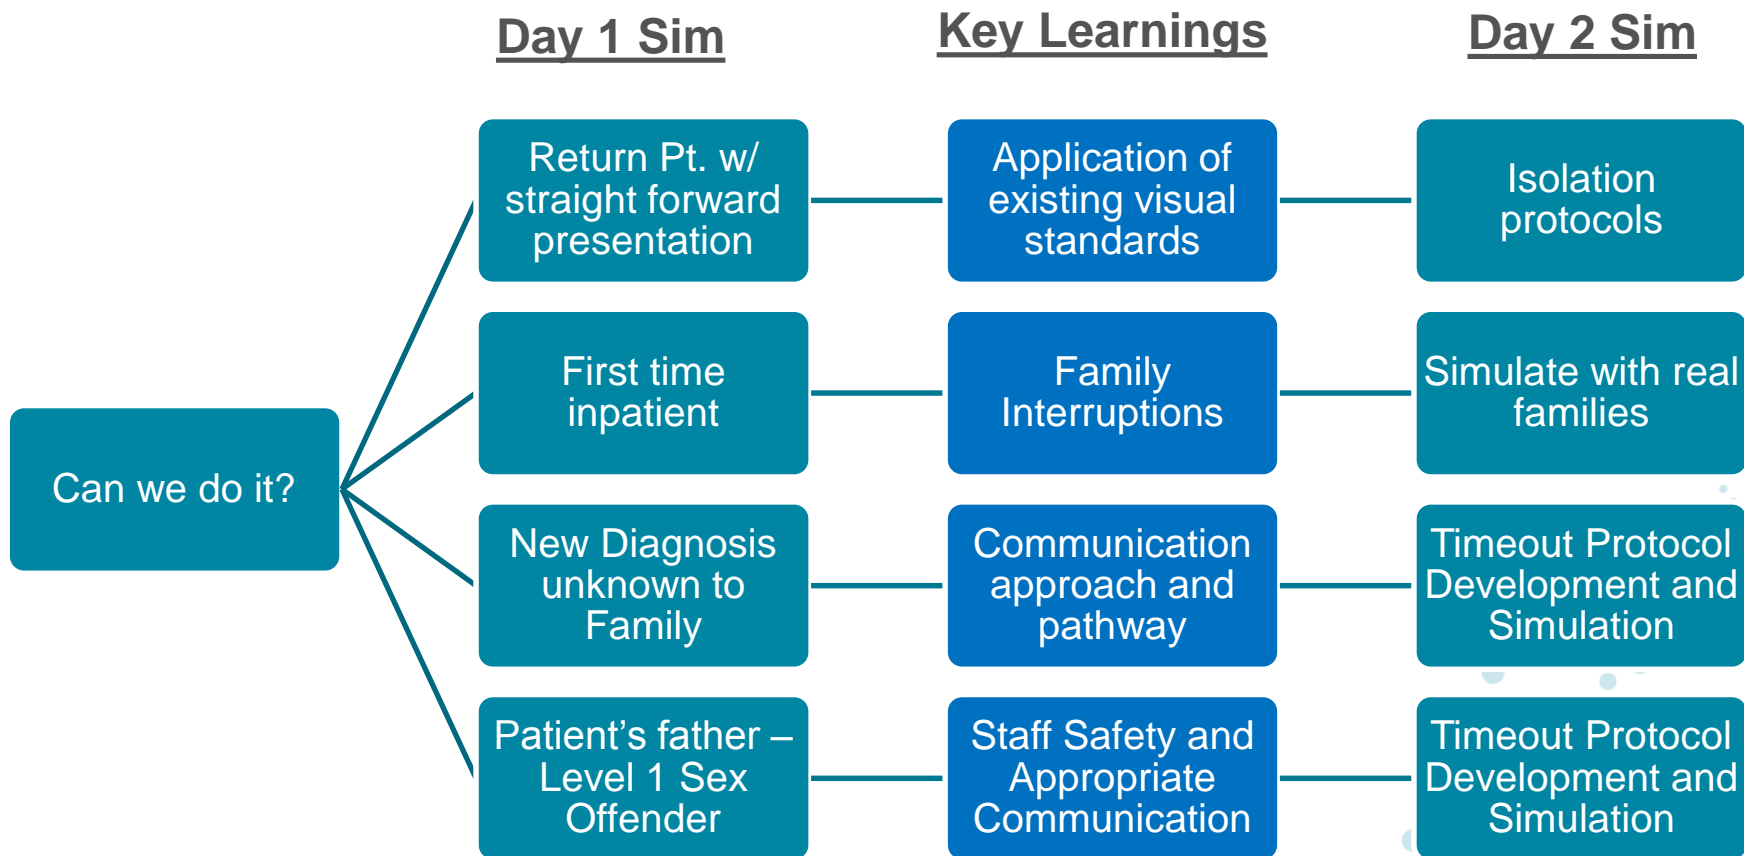 Day 1 Sim
Key Learnings
Day 2 Sim
Can we do it?
Return Pt. w/
straight forward
presentation
Application of
existing visual
standards
Isolation
protocols
First time
inpatient
Family
Interruptions
Simulate with real
families
New Diagnosis
unknown to
Family
Communication
approach and
pathway
Timeout Protocol
Development and
Simulation
Patient’s father –
Level 1 Sex
Offender
Staff Safety and
Appropriate
Communication
Timeout Protocol
Development and
Simulation